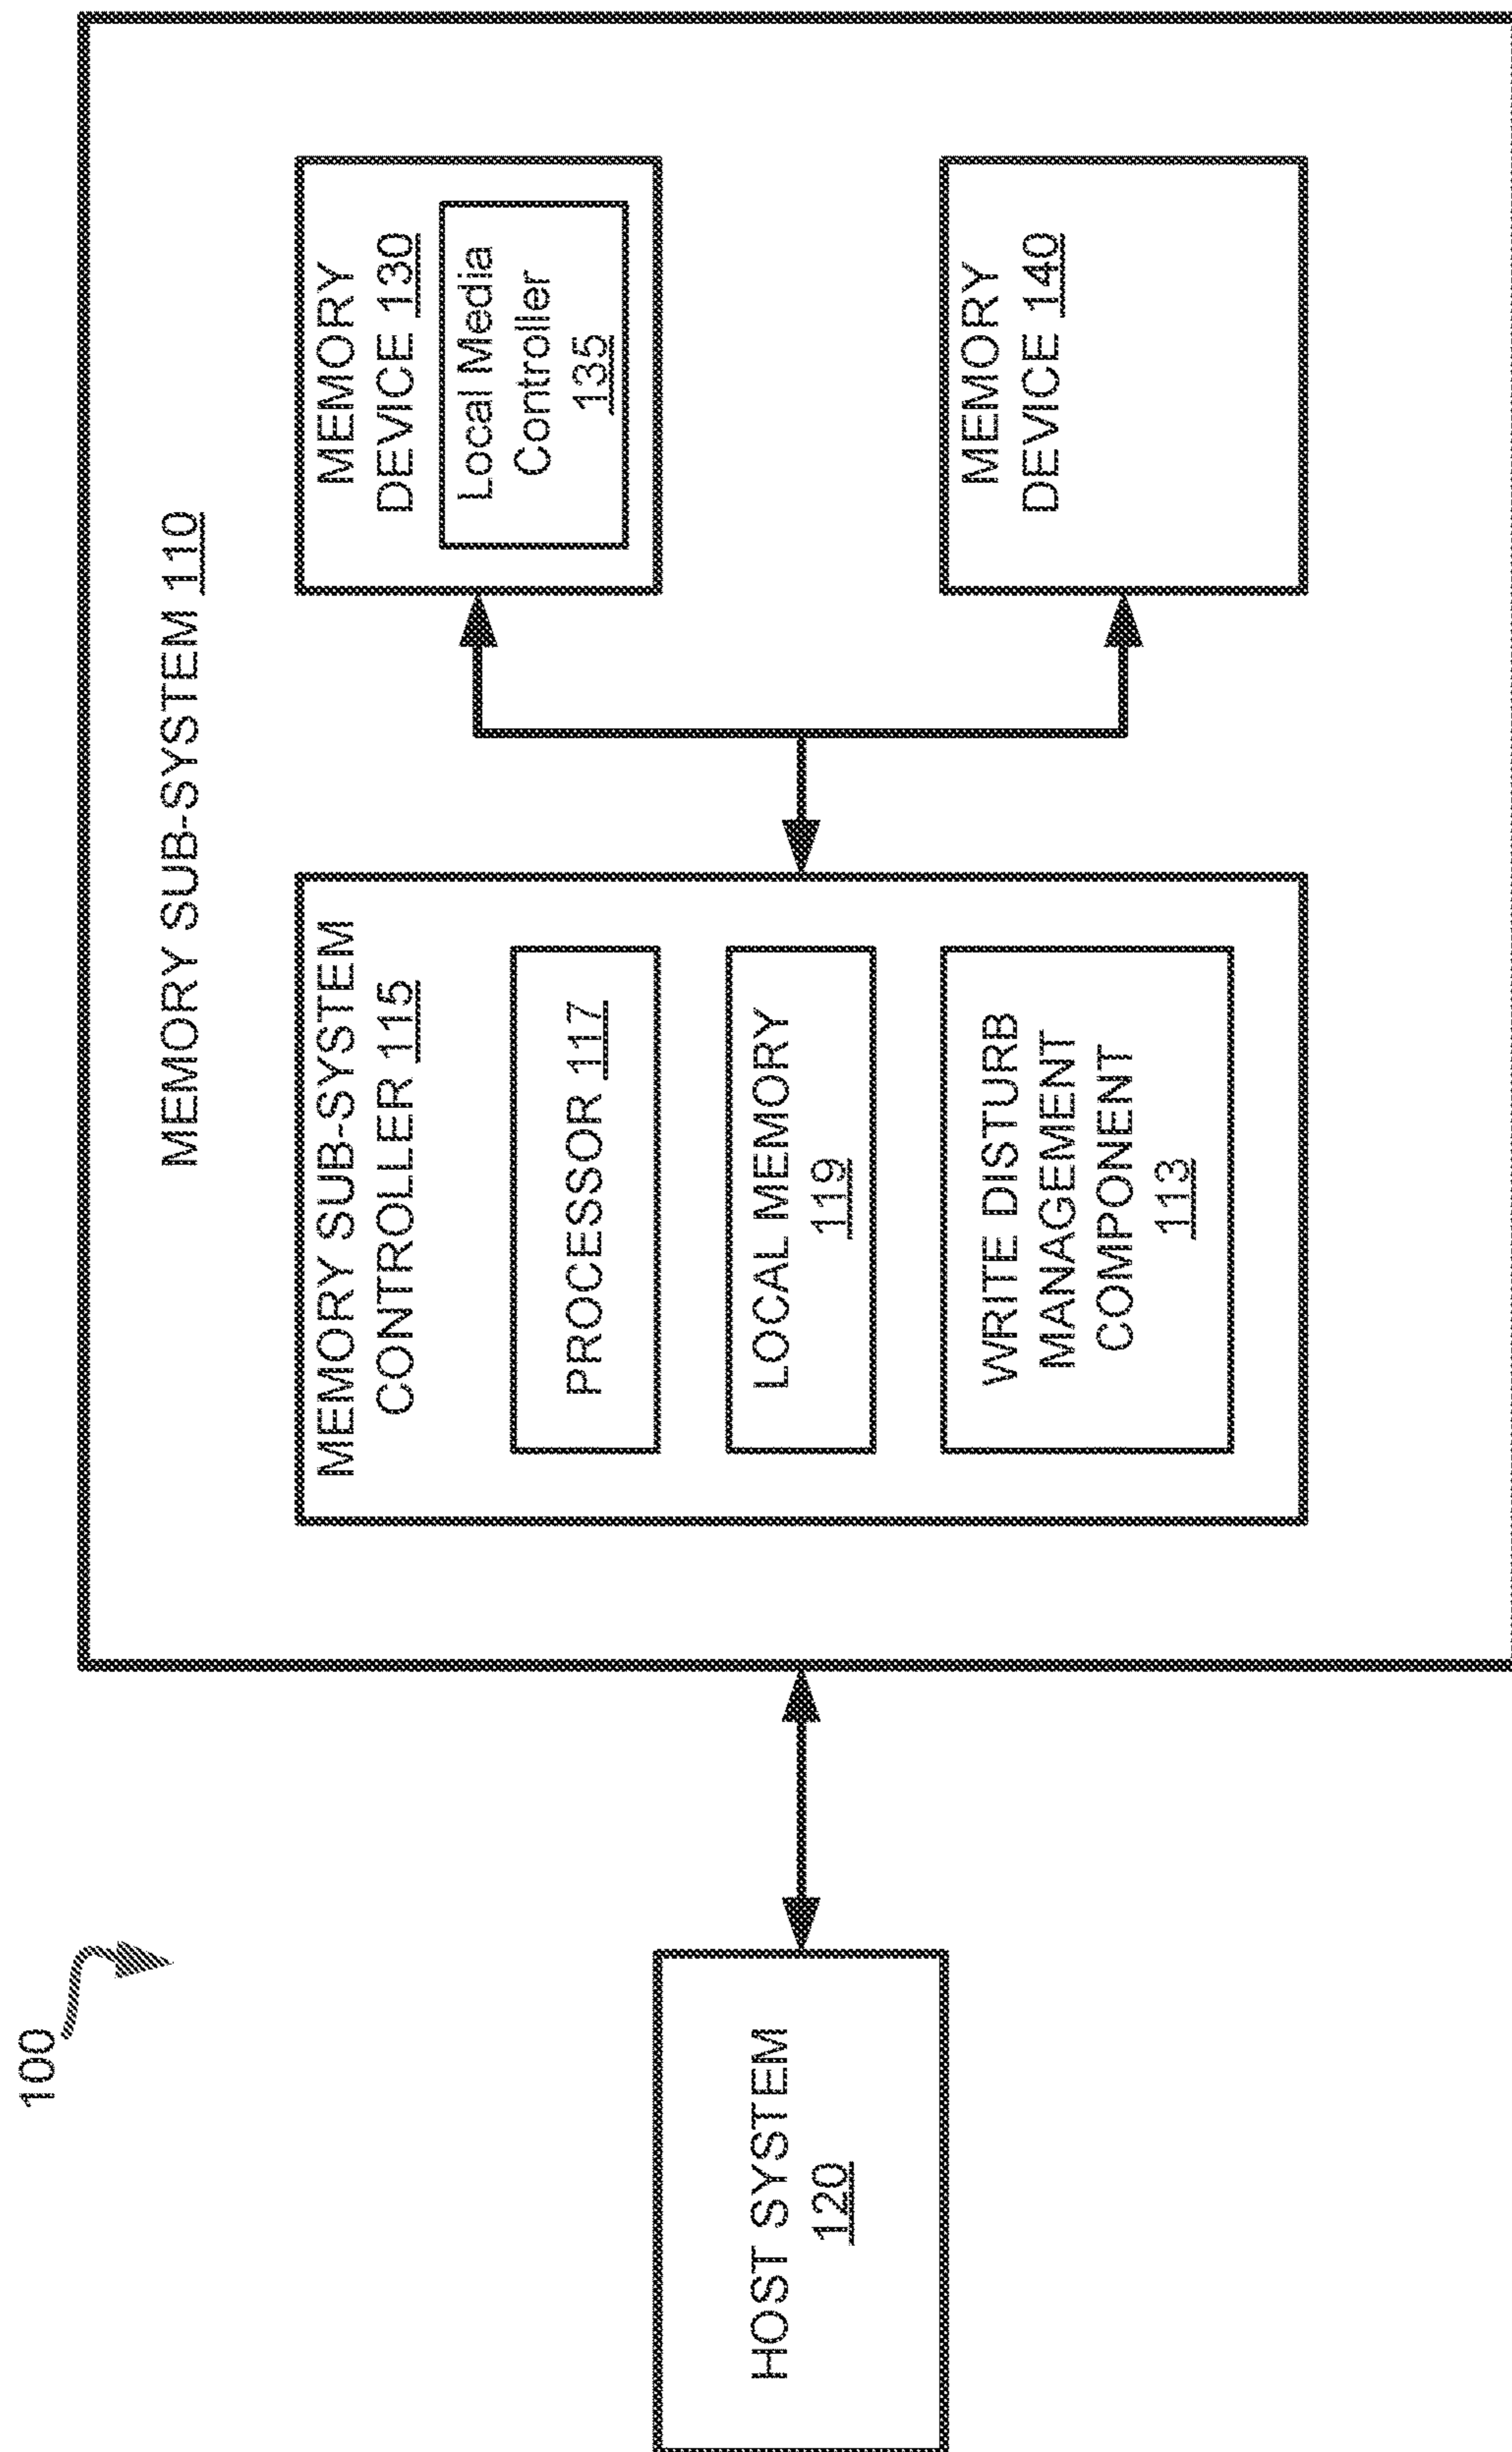 100
HOST SYSTEM
120
MEMORY SUB-SYSTEM 110
MEMORY SUB-SYSTEM
CONTROLLER 115
PROCESSOR 117
LOCAL MEMORY
119
WRITE DISTURB
MANAGEMENT
COMPONENT
113
MEMORY
DEVICE 130
Local Media
Controller
135
MEMORY
DEVICE 140